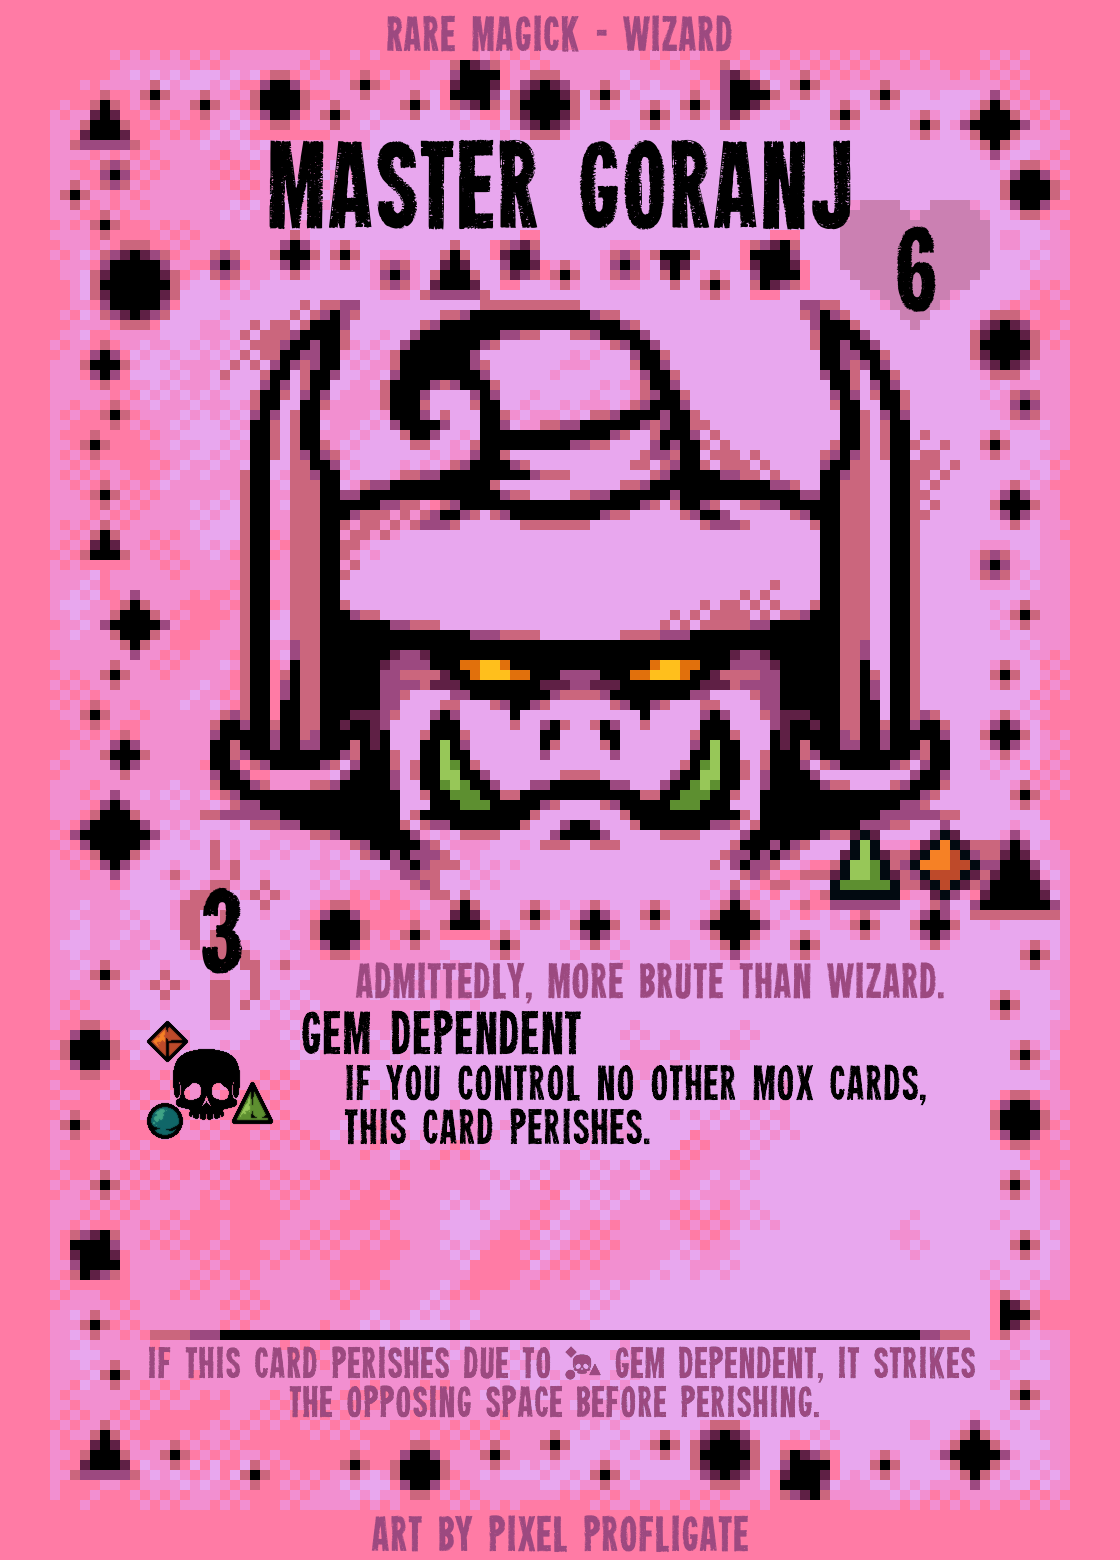 RARE MAGICK - WIZARD
MASTER GORANJ
6
3
ADMITTEDLY, MORE BRUTE THAN WIZARD.
GEM DEPENDENT
IF YOU CONTROL NO OTHER MOX CARDS,
THIS CARD PERISHES.
IF THIS CARD PERISHES DUE TO GEM DEPENDENT, IT STRIKES
THE OPPOSING SPACE BEFORE PERISHING.
ART BY PIXEL PROFLIGATE